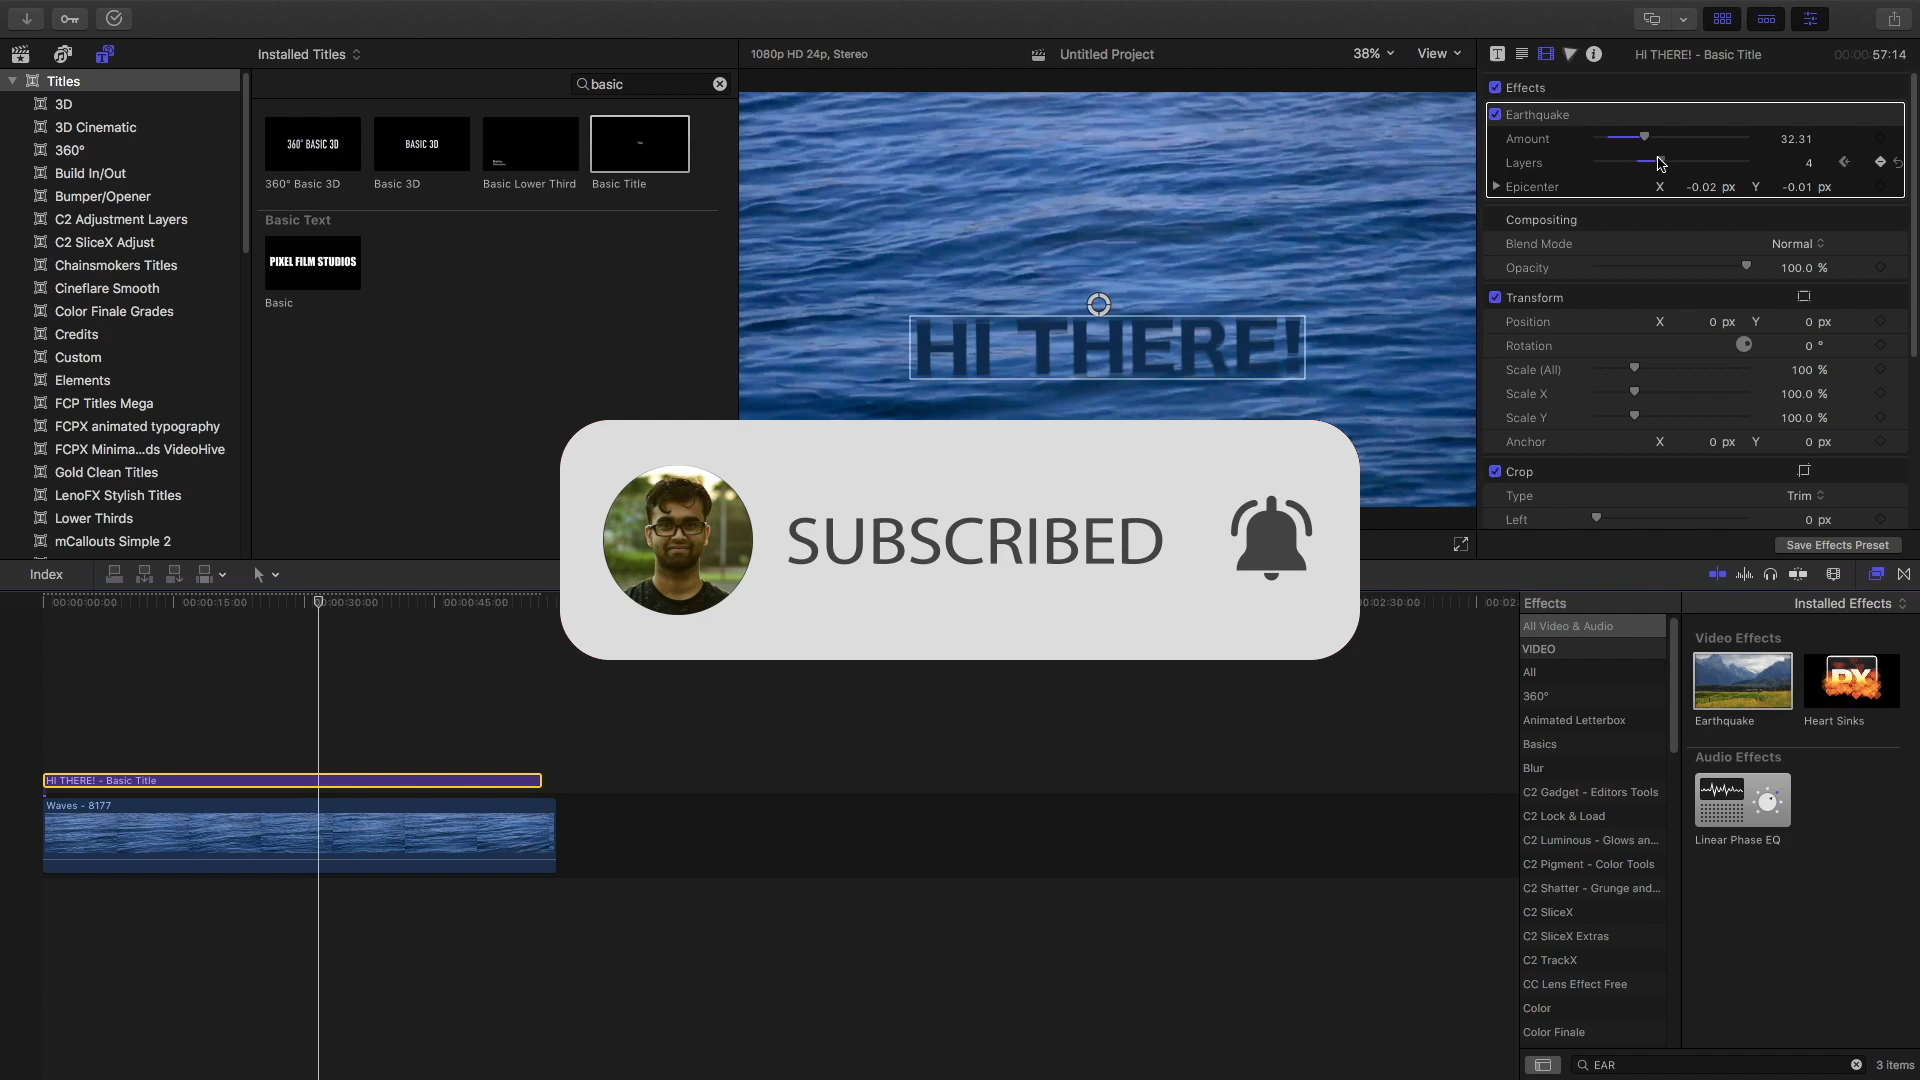 Installed Titles
1080p HD 24p, Stereo
Untitled Project
38%
View
HI THERE! - Basic Title
00:00:57:14
Titles
3D
3D Cinematic
360°
Build In/Out
Bumper/Opener
C2 Adjustment Layers
C2 SliceX Adjust
Chainsmokers Titles
Cineflare Smooth
Color Finale Grades
Credits
Custom
Elements
FCP Titles Mega
FCPX animated typography
FCPX Minima...ds VideoHive
Gold Clean Titles
LenoFX Stylish Titles
Lower Thirds
mCallouts Simple 2
basic
360° BASIC 3D
BASIC 3D
360° Basic 3D
Basic 3D
Basic Lower Third
Basic Title
Basic Text
PIXEL FILM STUDIOS
Basic
HI THERE!
SUBSCRIBED
Effects
Earthquake
Amount 32.31
Layers 4
Epicenter X -0.02 px Y -0.01 px
Compositing
Blend Mode Normal
Opacity 100.0 %
Transform
Position X 0 px Y 0 px
Rotation 0 °
Scale (All) 100 %
Scale X 100.0 %
Scale Y 100.0 %
Anchor X 0 px Y 0 px
Crop
Type Trim
Left 0 px
Save Effects Preset
Index
00:00:00:00
00:00:15:00
00:00:30:00
00:00:45:00
HI THERE! - Basic Title
Waves - 8177
Effects
Installed Effects
All Video & Audio
VIDEO
All
360°
Animated Letterbox
Basics
Blur
C2 Gadget - Editors Tools
C2 Lock & Load
C2 Luminous - Glows an...
C2 Pigment - Color Tools
C2 Shatter - Grunge and...
C2 SliceX
C2 SliceX Extras
C2 TrackX
CC Lens Effect Free
Color
Color Finale
Video Effects
DX
Earthquake
Heart Sinks
Audio Effects
Linear Phase EQ
EAR
3 items